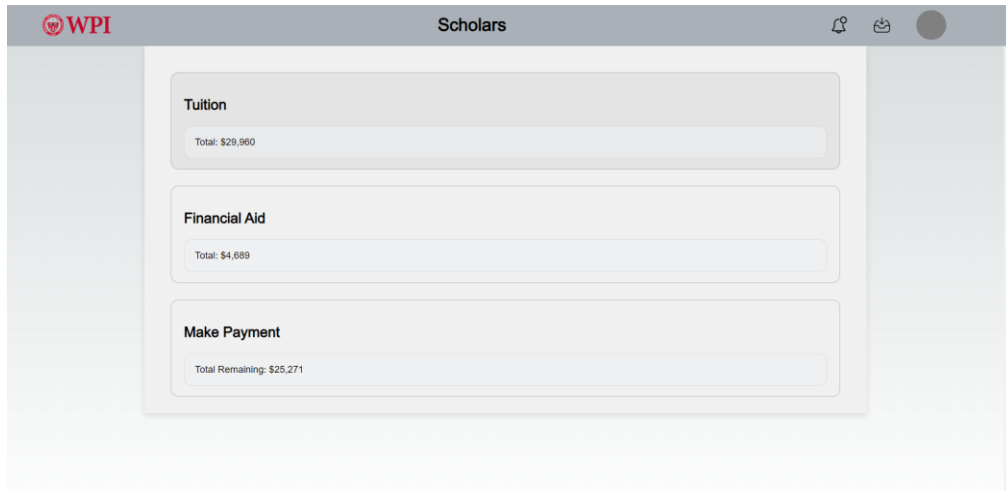 WPI
Scholars
Tuition
Total: $29,960
Financial Aid
Total: $4,689
Make Payment
Total Remaining: $25,271